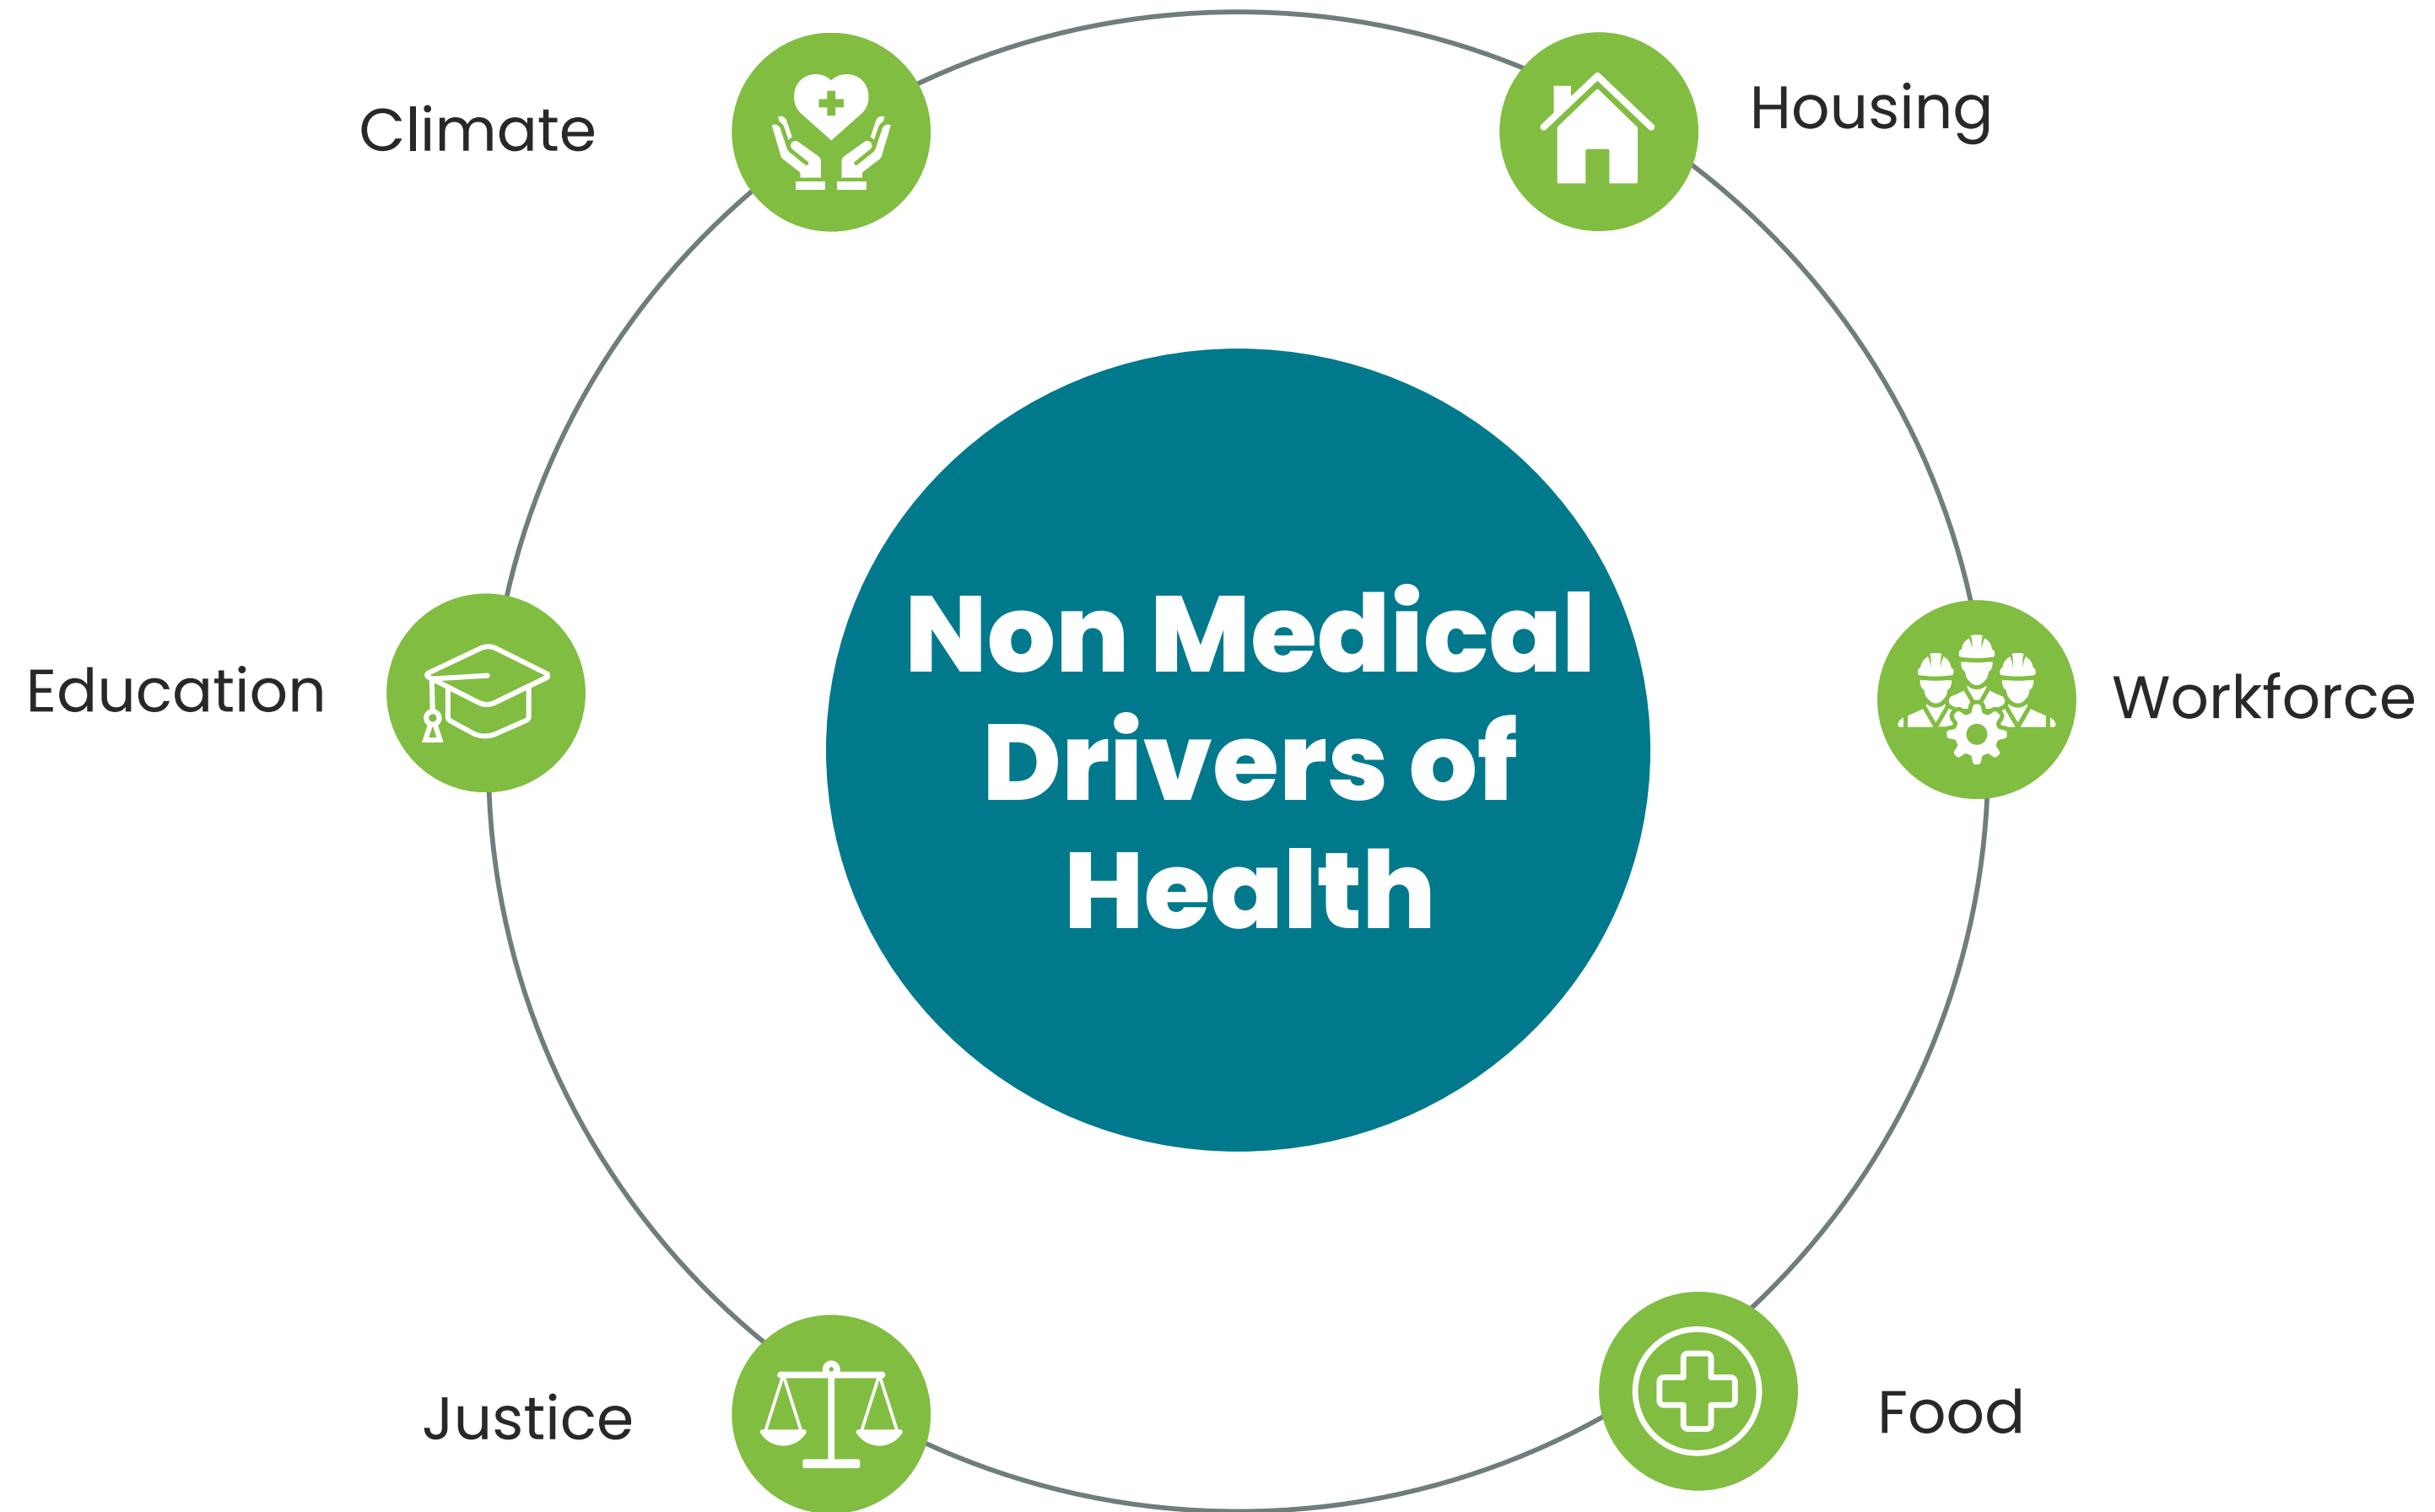 Climate
Housing
Education
Non Medical
Drivers of
Health
Workforce
Justice
Food